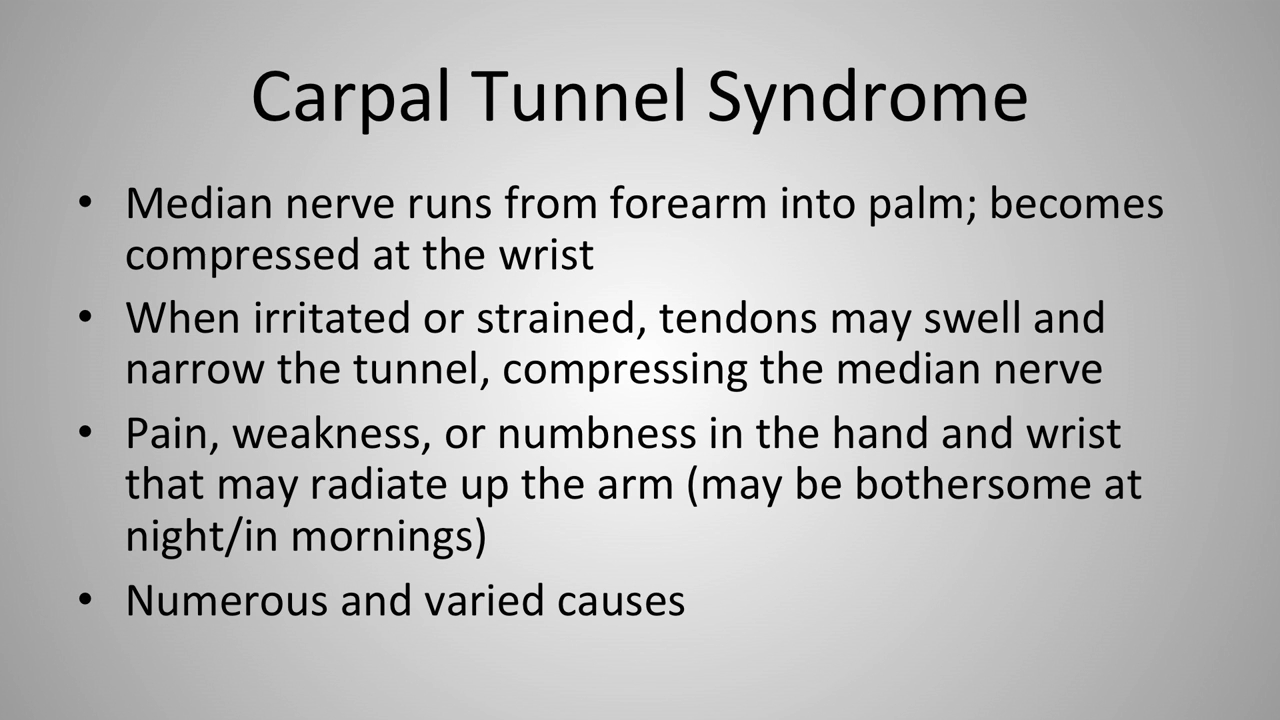 Carpal Tunnel Syndrome
• Median nerve runs from forearm into palm; becomes
compressed at the wrist
• When irritated or strained, tendons may swell and
narrow the tunnel, compressing the median nerve
• Pain, weakness, or numbness in the hand and wrist
that may radiate up the arm (may be bothersome at
night/in mornings)
• Numerous and varied causes